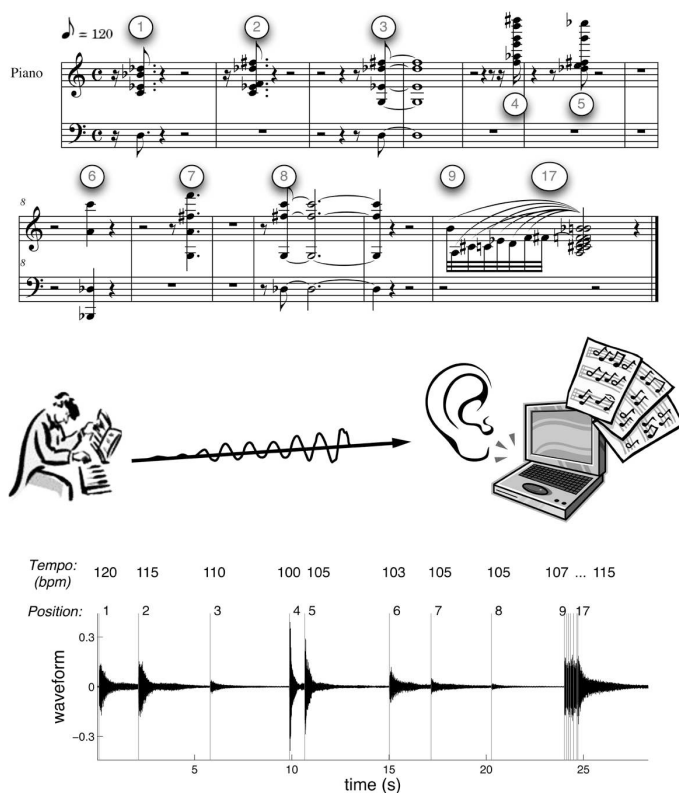 1 2 3
♪ = 120
Piano
4 5
6 7 8 9 17
8
8
Tempo: (bpm) 120 115 110 100 105 103 105 105 107 ... 115
Position: 1 2 3 4 5 6 7 8 9 17
0.3
0
−0.3
waveform
5 10 15 20 25
time (s)